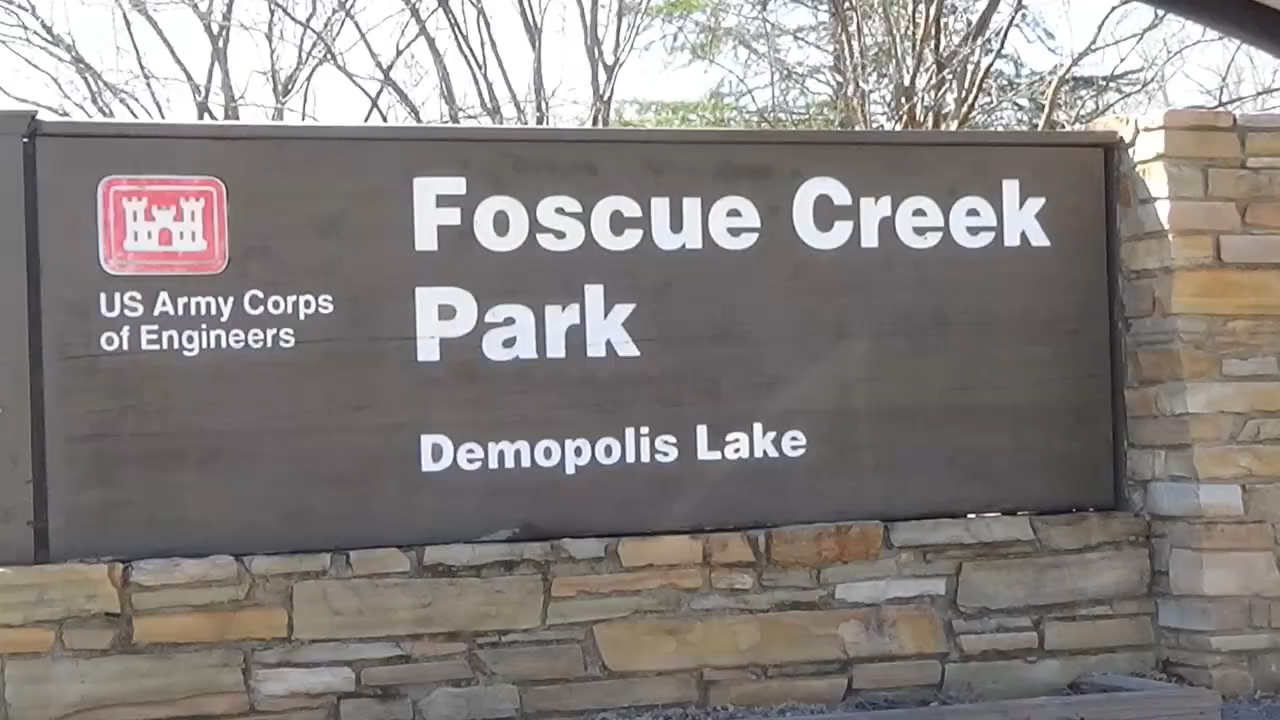 US Army Corps
of Engineers
Foscue Creek
Park
Demopolis Lake